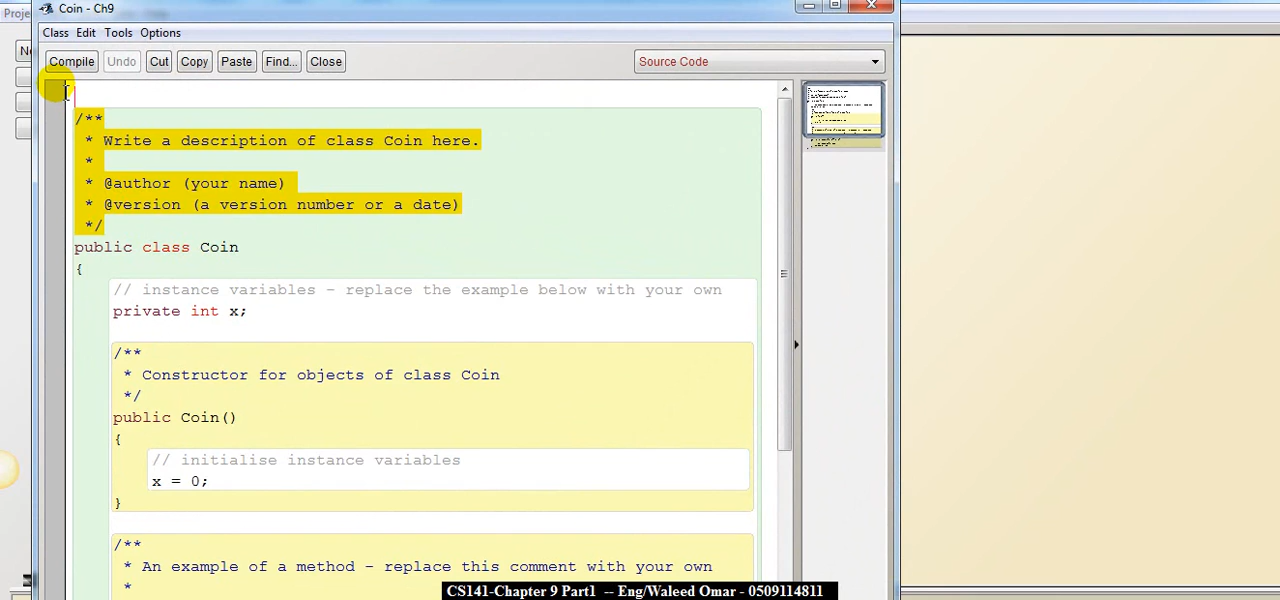 Coin - Ch9
Proje
Class Edit Tools Options
Compile Undo Cut Copy Paste Find... Close Source Code
/**
* Write a description of class Coin here.
*
* @author (your name)
* @version (a version number or a date)
*/
public class Coin
{
// instance variables - replace the example below with your own
private int x;
/**
* Constructor for objects of class Coin
*/
public Coin()
{
// initialise instance variables
x = 0;
}
/**
* An example of a method - replace this comment with your own
*
CS141-Chapter 9 Part1 -- Eng/Waleed Omar - 0509114811